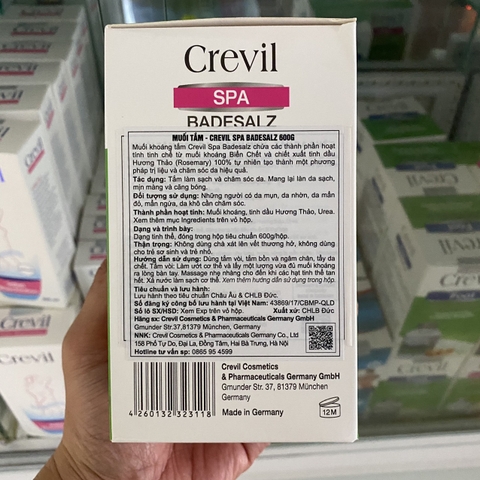 Crevil
SPA
BADESALZ
MUỐI TẮM - CREVIL SPA BADESALZ 600G
Muối khoáng tắm Crevil Spa Badesalz chứa các thành phần hoạt
tính tinh chế từ muối khoáng Biển Chết và chiết xuất tinh dầu
Hương Thảo (Rosemary) 100% tự nhiên tạo thành một phương
pháp trị liệu và chăm sóc da hiệu quả.
Tác dụng: Tắm làm sạch và chăm sóc da. Mang lại làn da sạch,
mịn màng và căng bóng.
Đối tượng sử dụng: Những người có da mụn, da nhờn, da mẩn
đỏ, mẩn ngứa, da khô cần chăm sóc.
Thành phần hoạt tính: Muối khoáng, tinh dầu Hương Thảo, Urea.
Xem thêm mục Ingredients trên vỏ hộp.
Dạng và trình bày:
Dạng tinh thể, đóng trong hộp tiêu chuẩn 600g/hộp.
Thận trọng: Không dùng chà xát lên vết thương hở, không dùng
cho trẻ sơ sinh và trẻ nhỏ.
Hướng dẫn sử dụng: Dùng tắm vòi, tắm bồn và ngâm chân, tẩy da
chết. Tắm vòi: Làm ướt cơ thể và lấy một lượng vừa đủ muối khoáng
ra lòng bàn tay. Massage nhẹ nhàng cho đến khi các hạt tinh thể tan
hết. Xả nước làm sạch cơ thể. Xem thêm hướng dẫn sử dụng trong hộp.
Tiêu chuẩn và lưu hành:
Lưu hành theo tiêu chuẩn Châu Âu & CHLB Đức.
Số đăng ký công bố lưu hành tại Việt Nam: 43869/17/CBMP-QLD
Số lô SX/HSD: Xem Exp trên vỏ hộp. Xuất xứ: CHLB Đức
Hãng sx: Crevil Cosmetics & Pharmaceuticals Germany GmbH
Gmunder Str.37,81379 München, Germany
NNK: Crevil Cosmetics & Pharmaceuticals Germany Co., Ltd
158 Phố Tự Do, Đại La, Đồng Tâm, Hai Bà Trưng, Hà Nội
Hotline tư vấn sp: 0865 95 4599
Crevil Cosmetics
& Pharmaceuticals Germany GmbH
Gmunder Str. 37, 81379 München
Germany
Made in Germany
4 260132 323118
12M